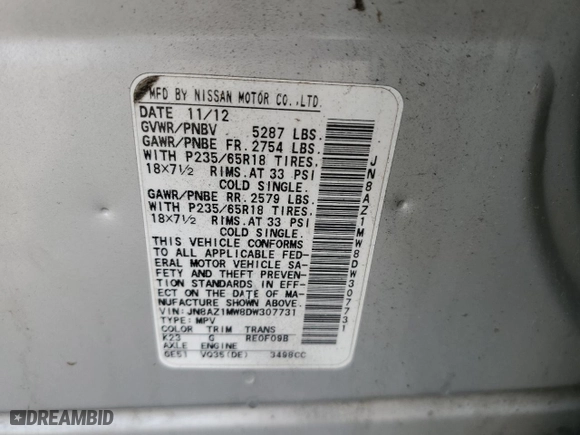 MFD BY NISSAN MOTOR CO.,LTD.
DATE 11/12
GVWR/PNBV 5287 LBS.
GAWR/PNBE FR. 2754 LBS.
WITH P235/65R18 TIRES.
18×7½ RIMS.AT 33 PSI
COLD SINGLE.
GAWR/PNBE RR. 2579 LBS.
WITH P235/65R18 TIRES.
18×7½ RIMS.AT 33 PSI
COLD SINGLE.
THIS VEHICLE CONFORMS
TO ALL APPLICABLE FED-
ERAL MOTOR VEHICLE SA-
FETY AND THEFT PREVEN-
TION STANDARDS IN EFF-
ECT ON THE DATE OF MA-
NUFACTURE SHOWN ABOVE.
VIN: JN8AZ1MW8DW307731
TYPE: MPV
COLOR TRIM TRANS
K23 G RE0F09B
AXLE ENGINE
GE51 VQ35(DE) 3498CC
JN8AZ1MW8DW307731
DREAMBID